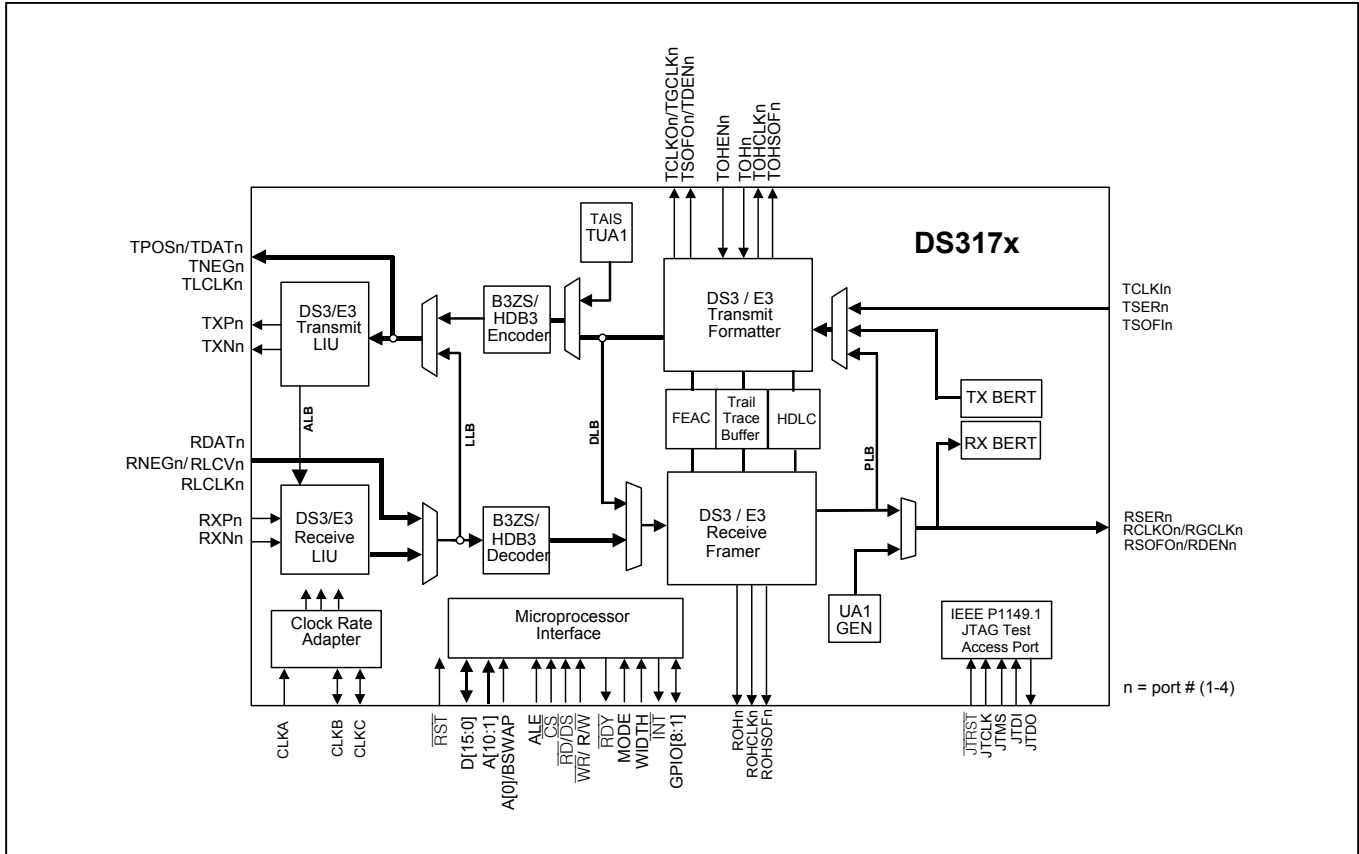 TCLKOn/TGCLKn
TSOFOn/TDENn
TOHENn
TOHn
TOHCLKn
TOHSOFn
DS317x
TAIS
TUA1
TPOSn/TDATn
TNEGn
TLCLKn
TXPn
TXNn
DS3/E3
Transmit
LIU
B3ZS/
HDB3
Encoder
DS3 / E3
Transmit
Formatter
TCLKIn
TSERn
TSOFIn
TX BERT
RX BERT
FEAC
Trail
Trace
Buffer
HDLC
ALB
LLB
DLB
PLB
RDATn
RNEGn/ RLCVn
RLCLKn
RXPn
RXNn
DS3/E3
Receive
LIU
B3ZS/
HDB3
Decoder
DS3 / E3
Receive
Framer
RSERn
RCLKOn/RGCLKn
RSOFOn/RDENn
UA1
GEN
Clock Rate
Adapter
Microprocessor
Interface
IEEE P1149.1
JTAG Test
Access Port
n = port # (1-4)
CLKA
CLKB
CLKC
RST
D[15:0]
A[10:1]
A[0]/BSWAP
ALE
CS
RD/DS
WR/ R/W
RDY
MODE
WIDTH
INT
GPIO[8:1]
ROHn
ROHCLKn
ROHSOFn
JTRST
JTCLK
JTMS
JTDI
JTDO